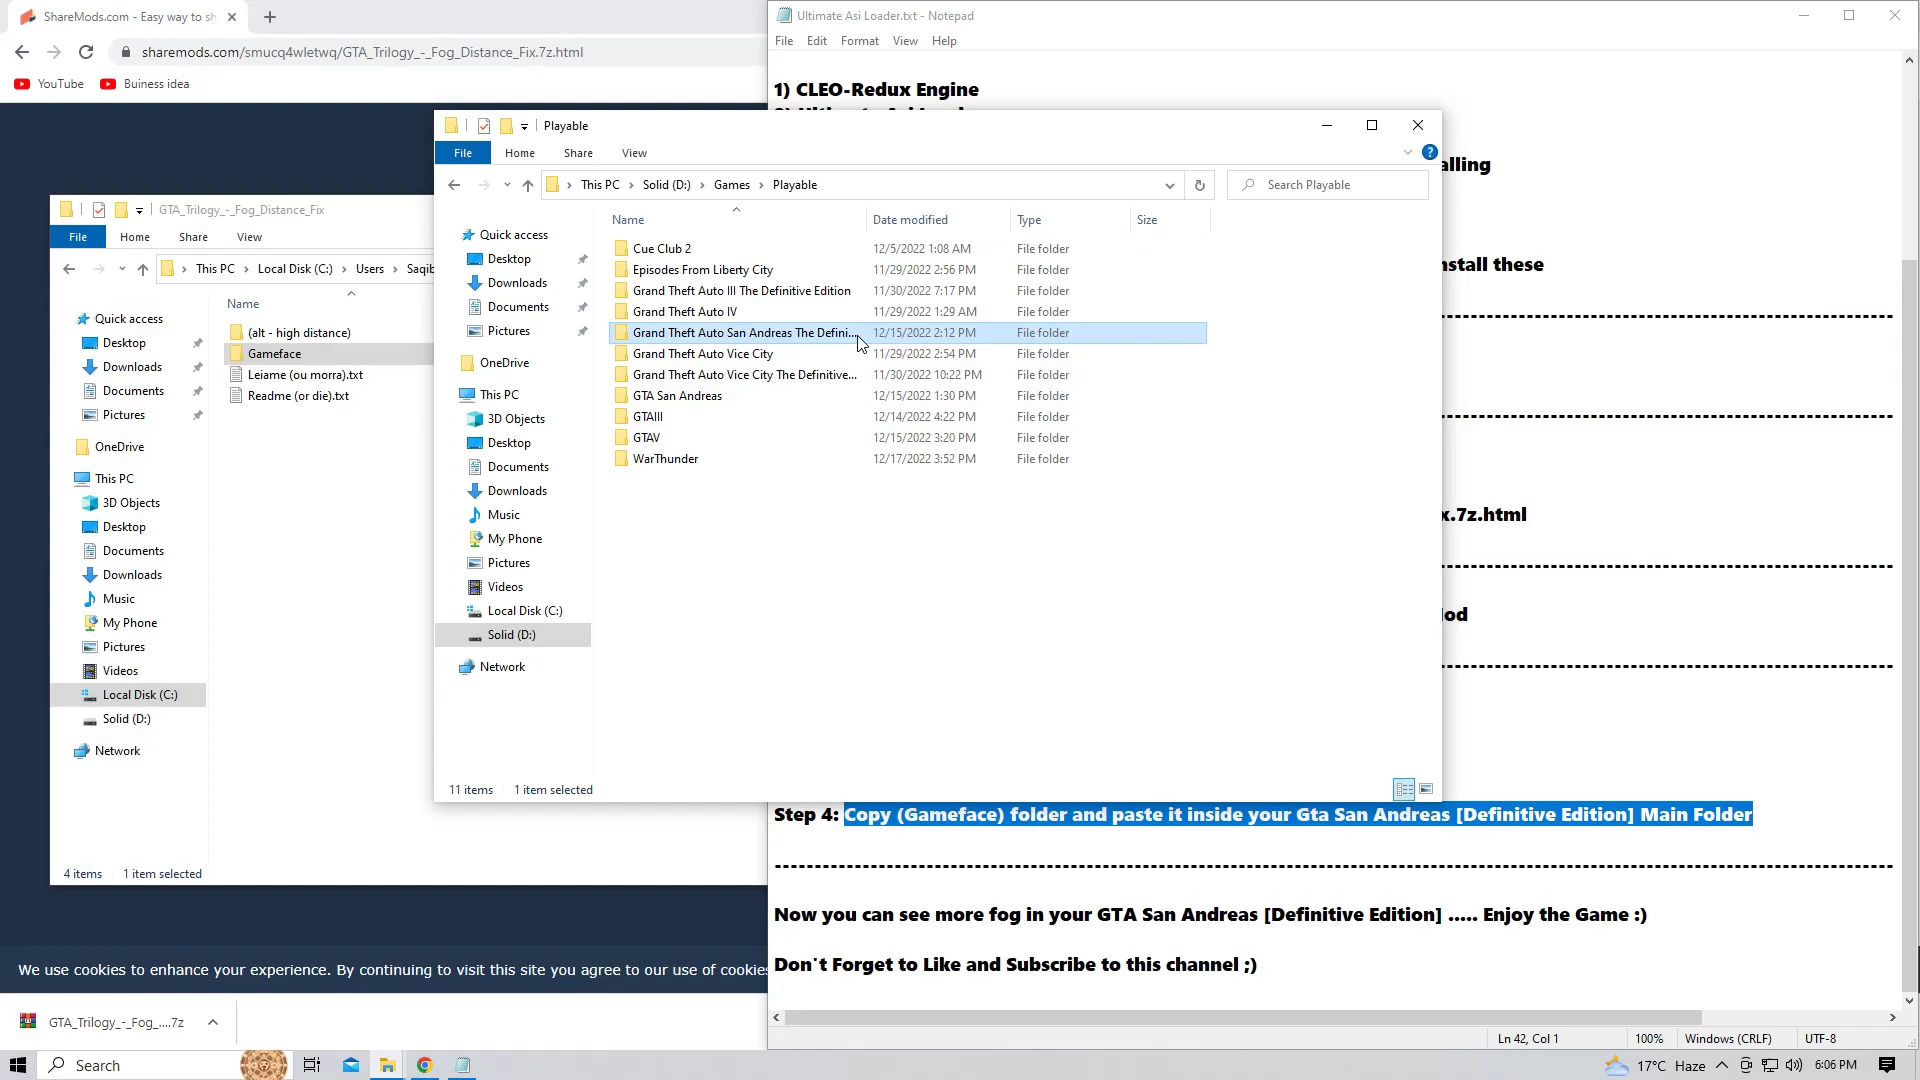 ShareMods.com - Easy way to sh
sharemods.com/smucq4wletwq/GTA_Trilogy_-_Fog_Distance_Fix.7z.html
YouTube
Buiness idea
Ultimate Asi Loader.txt - Notepad
File Edit Format View Help
1) CLEO-Redux Engine
alling
nstall these
x.7z.html
Step 4: Copy (Gameface) folder and paste it inside your Gta San Andreas [Definitive Edition] Main Folder
Now you can see more fog in your GTA San Andreas [Definitive Edition] ..... Enjoy the Game :)
Don't Forget to Like and Subscribe to this channel ;)
Ln 42, Col 1 100% Windows (CRLF) UTF-8
Playable
File Home Share View
This PC Solid (D:) Games Playable
Search Playable
Name Date modified Type Size
Cue Club 2 12/5/2022 1:08 AM File folder
Episodes From Liberty City 11/29/2022 2:56 PM File folder
Grand Theft Auto III The Definitive Edition 11/30/2022 7:17 PM File folder
Grand Theft Auto IV 11/29/2022 1:29 AM File folder
Grand Theft Auto San Andreas The Defini... 12/15/2022 2:12 PM File folder
Grand Theft Auto Vice City 11/29/2022 2:54 PM File folder
Grand Theft Auto Vice City The Definitive... 11/30/2022 10:22 PM File folder
GTA San Andreas 12/15/2022 1:30 PM File folder
GTAIII 12/14/2022 4:22 PM File folder
GTAV 12/15/2022 3:20 PM File folder
WarThunder 12/17/2022 3:52 PM File folder
Quick access
Desktop
Downloads
Documents
Pictures
OneDrive
This PC
3D Objects
Desktop
Documents
Downloads
Music
My Phone
Pictures
Videos
Local Disk (C:)
Solid (D:)
Network
11 items 1 item selected
GTA_Trilogy_-_Fog_Distance_Fix
File Home Share View
This PC Local Disk (C:) Users Saqib
Name
(alt - high distance)
Gameface
Leiame (ou morra).txt
Readme (or die).txt
Quick access
Desktop
Downloads
Documents
Pictures
OneDrive
This PC
3D Objects
Desktop
Documents
Downloads
Music
My Phone
Pictures
Videos
Local Disk (C:)
Solid (D:)
Network
4 items 1 item selected
We use cookies to enhance your experience. By continuing to visit this site you agree to our use of cookies
GTA_Trilogy_-_Fog_....7z
Search
17°C Haze
6:06 PM